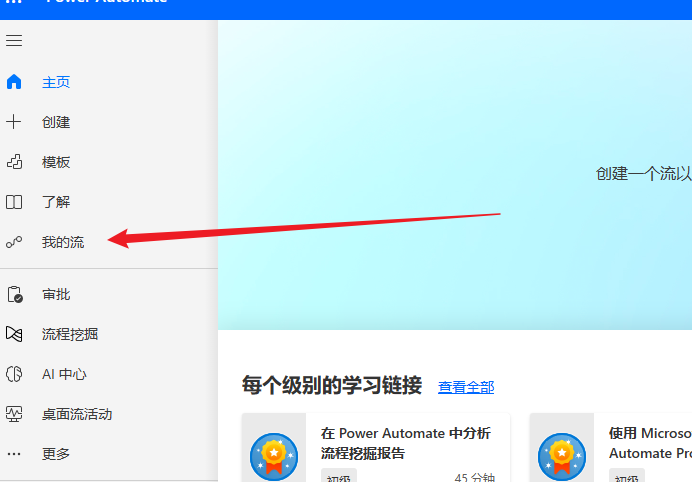 Power Automate
主页
创建
模板
了解
我的流
审批
流程挖掘
AI 中心
桌面流活动
更多
创建一个流以
每个级别的学习链接 查看全部
在 Power Automate 中分析
流程挖掘报告
初级 45 分钟
使用 Microso
Automate Pro
初级